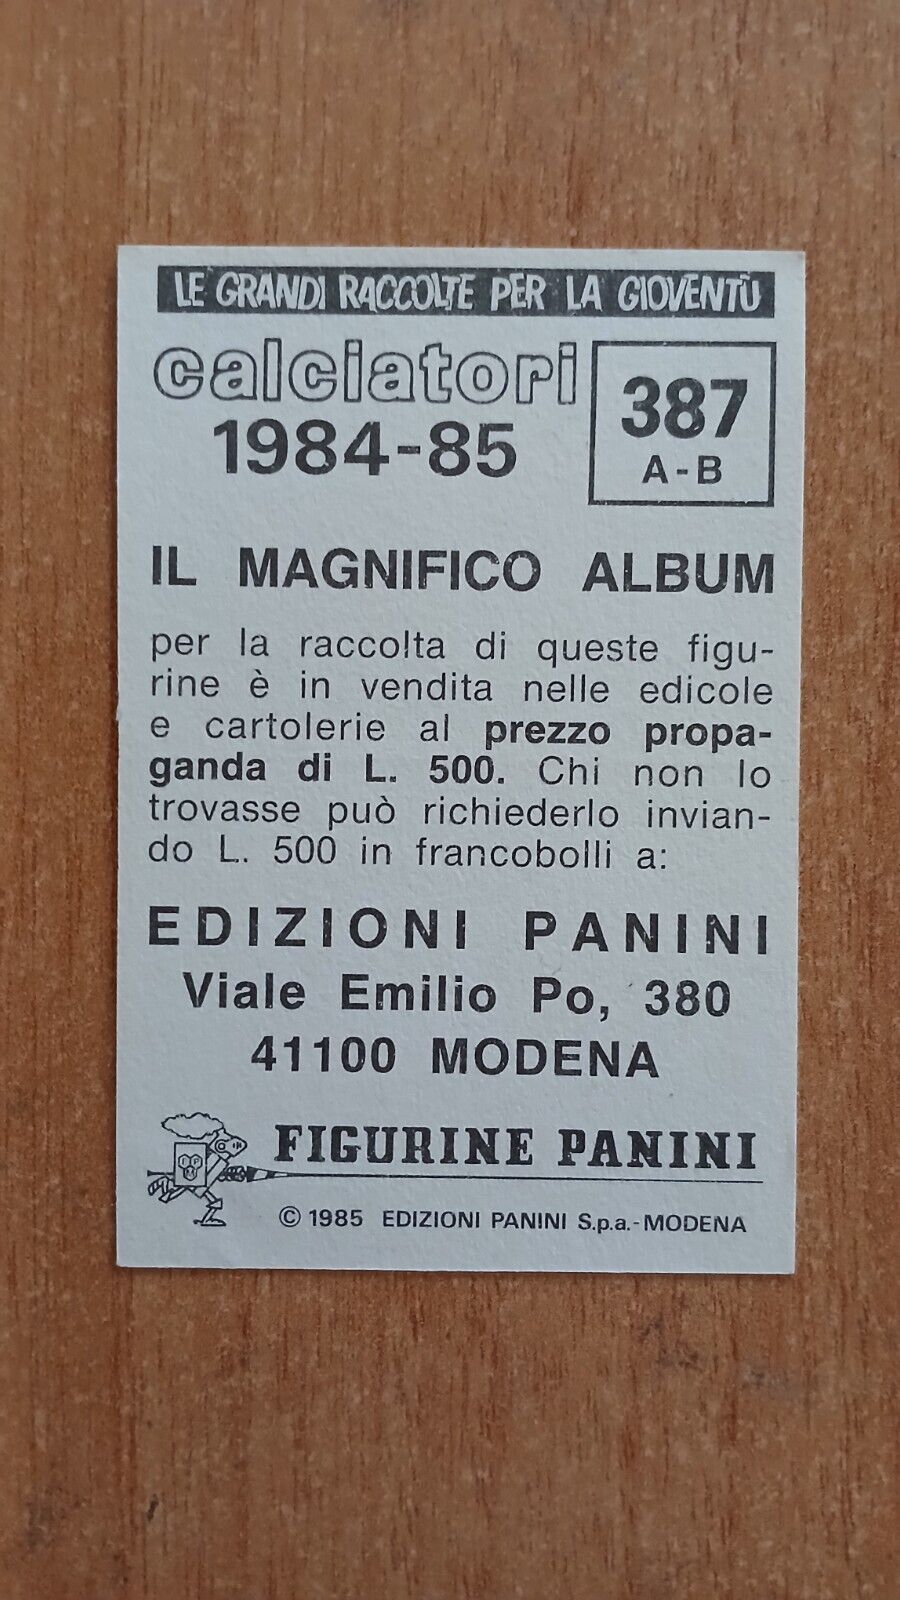 LE GRANDI RACCOLTE PER LA GIOVENTÙ
calciatori
1984-85
387
A-B
IL MAGNIFICO ALBUM
per la raccolta di queste figu-
rine è in vendita nelle edicole
e cartolerie al prezzo propa-
ganda di L. 500. Chi non lo
trovasse può richiederlo invian-
do L. 500 in francobolli a:
EDIZIONI PANINI
Viale Emilio Po, 380
41100 MODENA
FIGURINE PANINI
© 1985 EDIZIONI PANINI S.p.a.-MODENA